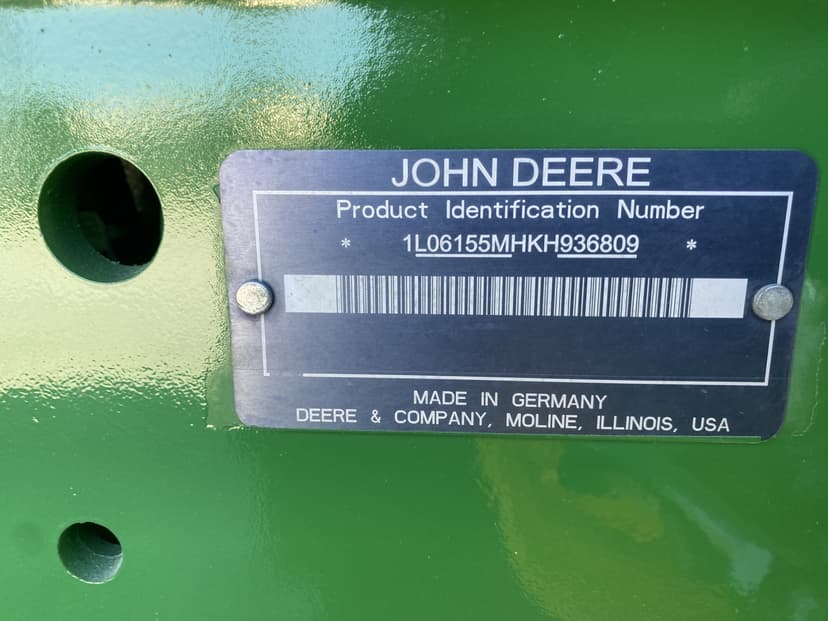 JOHN DEERE
Product Identification Number
* 1L06155MHKH936809 *
MADE IN GERMANY
DEERE & COMPANY, MOLINE, ILLINOIS, USA